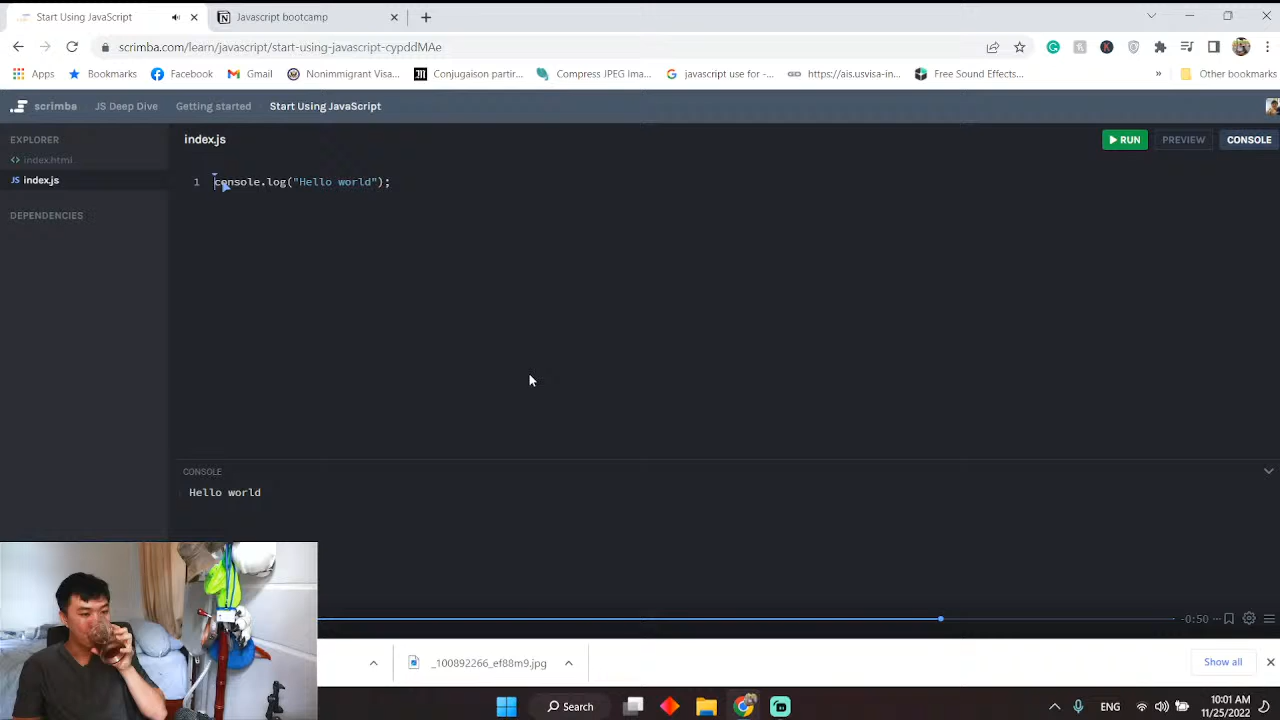 Start Using JavaScript
Javascript bootcamp
scrimba.com/learn/javascript/start-using-javascript-cypddMAe
Apps
Bookmarks
Facebook
Gmail
Nonimmigrant Visa...
Conjugaison partir...
Compress JPEG Ima...
javascript use for -...
https://ais.usvisa-in...
Free Sound Effects...
»
Other bookmarks
scrimba
JS Deep Dive
Getting started
Start Using JavaScript
EXPLORER
index.js
RUN
PREVIEW
CONSOLE
<> index.html
JS index.js
1 console.log("Hello world");
DEPENDENCIES
CONSOLE
Hello world
-0:50
_100892266_ef88m9.jpg
Show all
Search
ENG
10:01 AM
11/25/2022